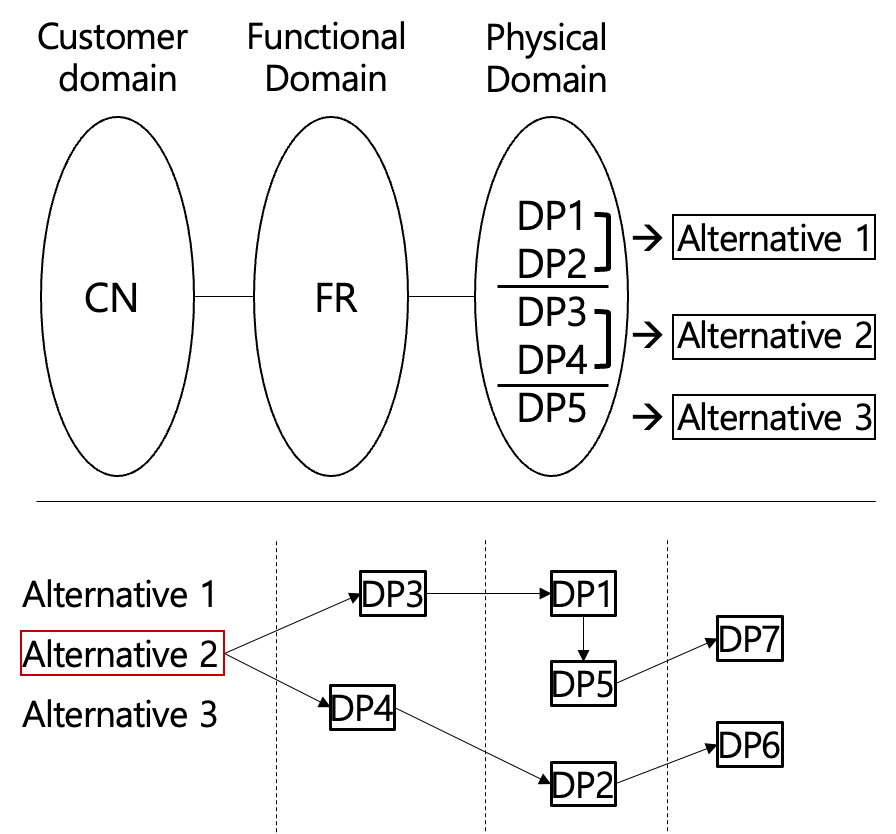 Customer
domain
Functional
Domain
Physical
Domain
CN
FR
DP1
DP2
DP3
DP4
DP5
Alternative 1
Alternative 2
Alternative 3
Alternative 1
Alternative 2
Alternative 3
DP3
DP4
DP1
DP5
DP2
DP7
DP6